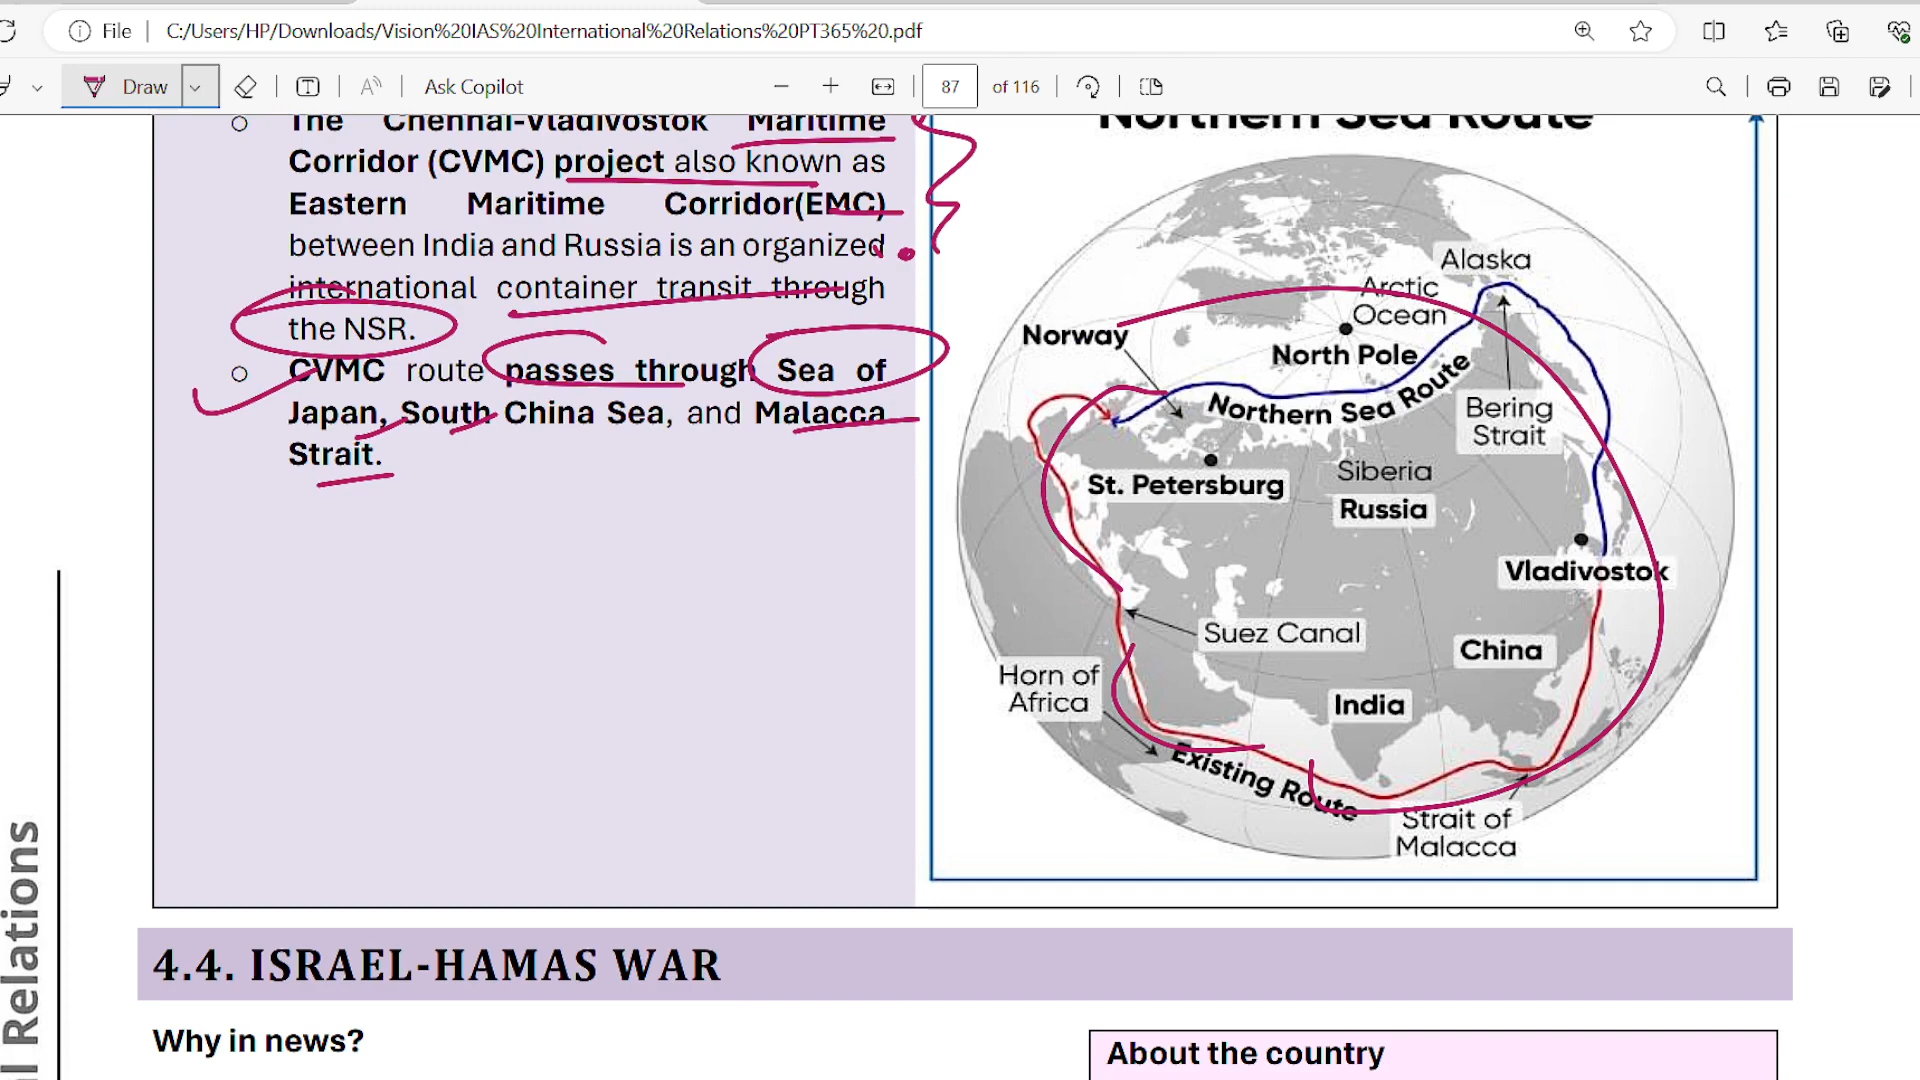 File
C:/Users/HP/Downloads/Vision%20IAS%20International%20Relations%20PT365%20.pdf
Draw
Ask Copilot
87 of 116
The Chennai-Vladivostok Maritime
Corridor (CVMC) project also known as
Eastern Maritime Corridor(EMC)
between India and Russia is an organized
international container transit through
the NSR.
CVMC route passes through Sea of
Japan, South China Sea, and Malacca
Strait.
Northern Sea Route
Alaska
Arctic
Ocean
Norway
North Pole
Northern Sea Route
Bering
Strait
St. Petersburg
Siberia
Russia
Vladivostok
Suez Canal
China
Horn of
Africa
India
Existing Route
Strait of
Malacca
4.4. ISRAEL-HAMAS WAR
Why in news?
About the country
Relations